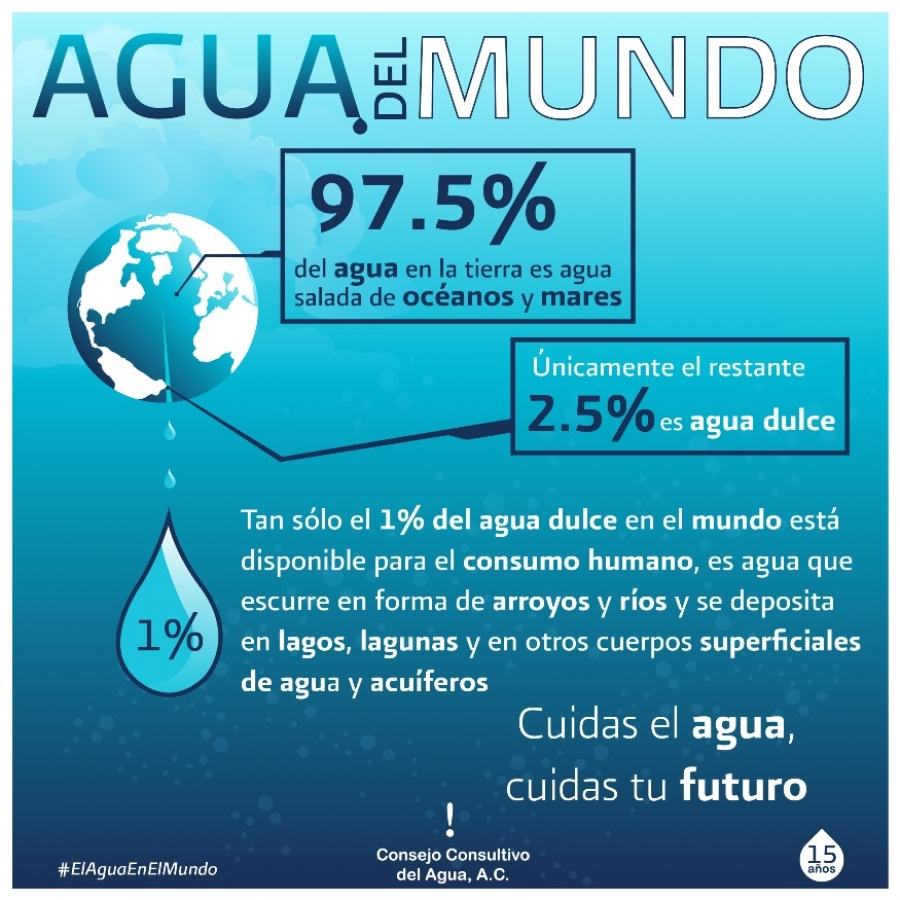 AGUA DEL MUNDO
97.5%
del agua en la tierra es agua
salada de océanos y mares
Únicamente el restante
2.5% es agua dulce
1%
Tan sólo el 1% del agua dulce en el mundo está
disponible para el consumo humano, es agua que
escurre en forma de arroyos y ríos y se deposita
en lagos, lagunas y en otros cuerpos superficiales
de agua y acuíferos
Cuidas el agua,
cuidas tu futuro
!
Consejo Consultivo
del Agua, A.C.
#ElAguaEnElMundo
15
años